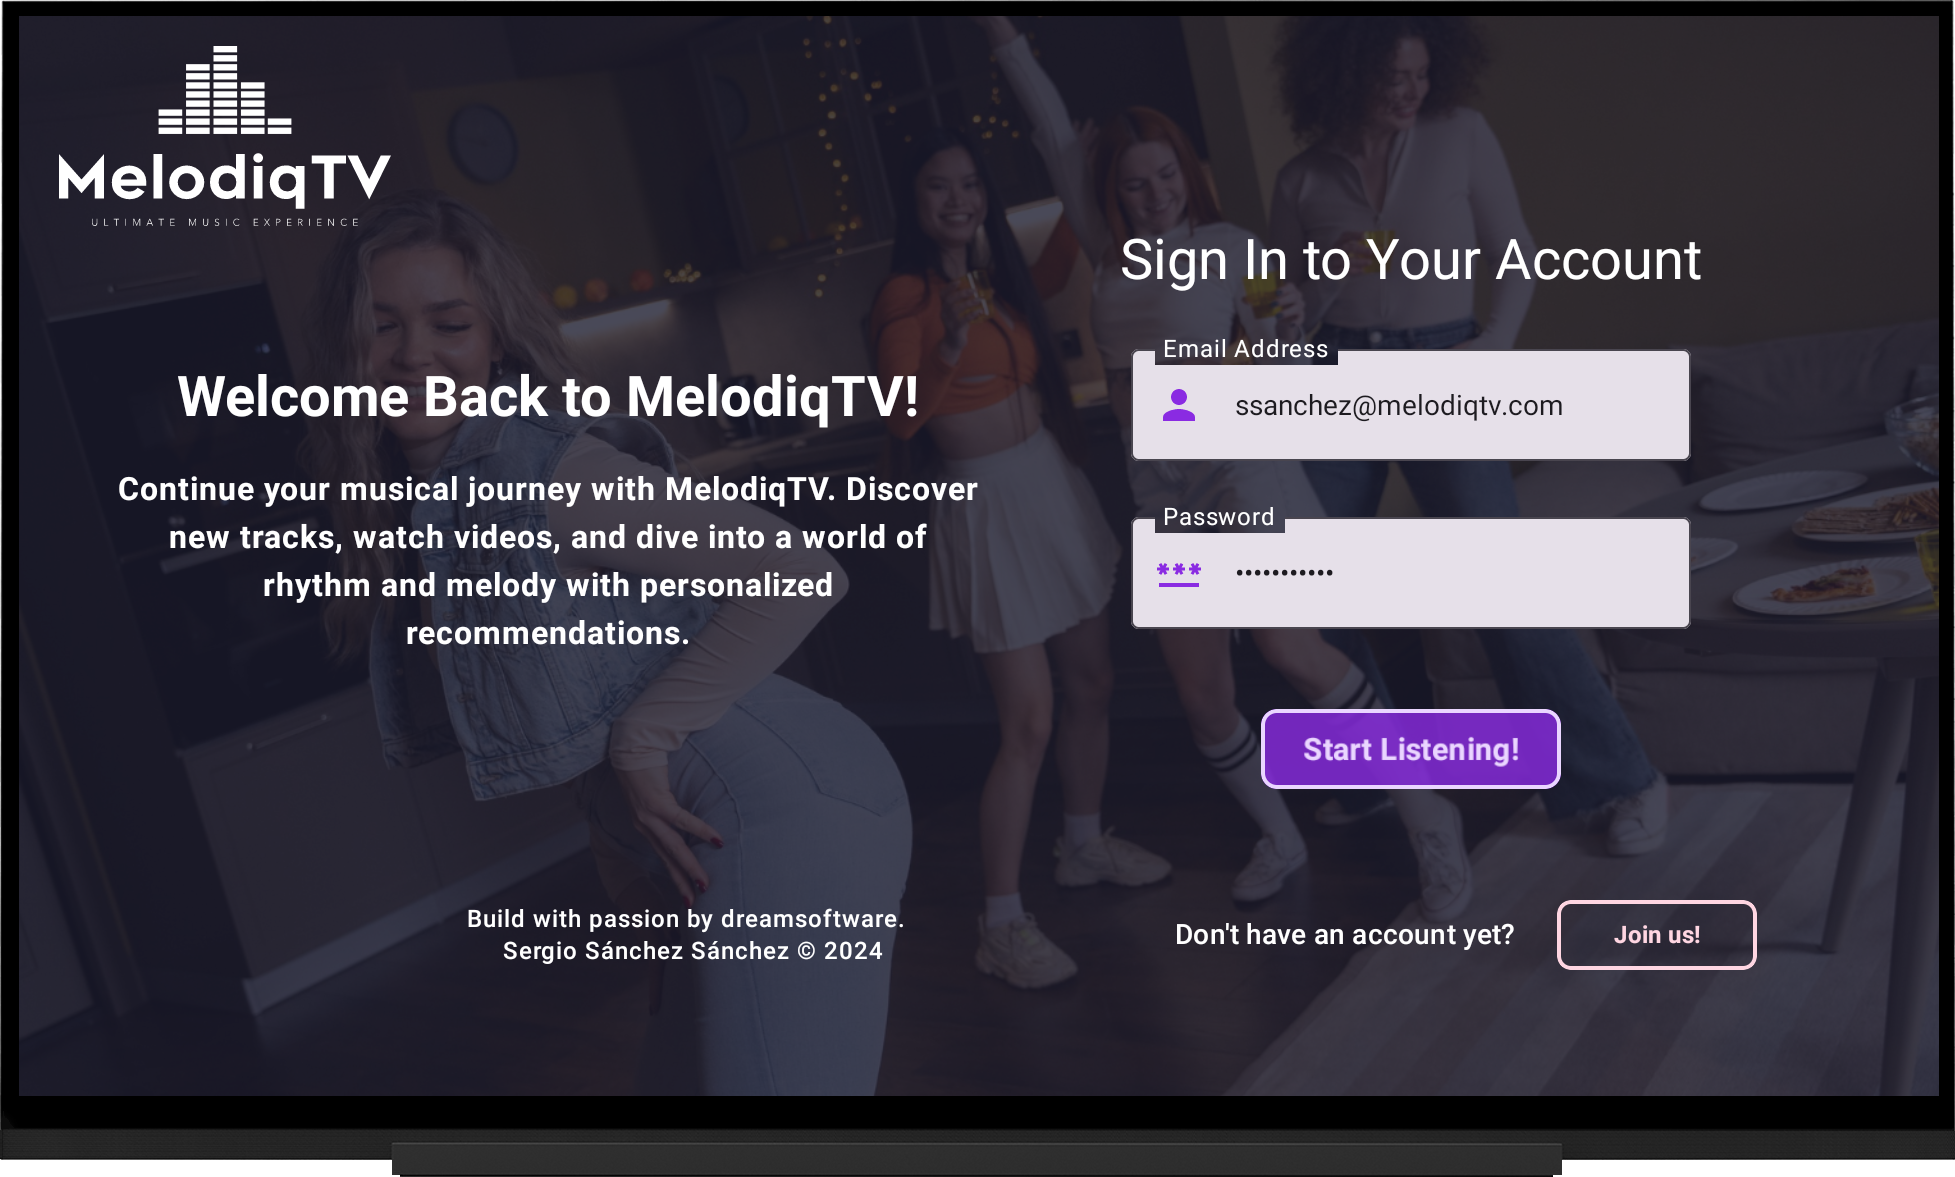 MelodiqTV
ULTIMATE MUSIC EXPERIENCE
Welcome Back to MelodiqTV!
Continue your musical journey with MelodiqTV. Discover
new tracks, watch videos, and dive into a world of
rhythm and melody with personalized
recommendations.
Build with passion by dreamsoftware.
Sergio Sánchez Sánchez © 2024
Sign In to Your Account
Email Address
ssanchez@melodiqtv.com
Password
***
•••••••••••
Start Listening!
Don't have an account yet?
Join us!